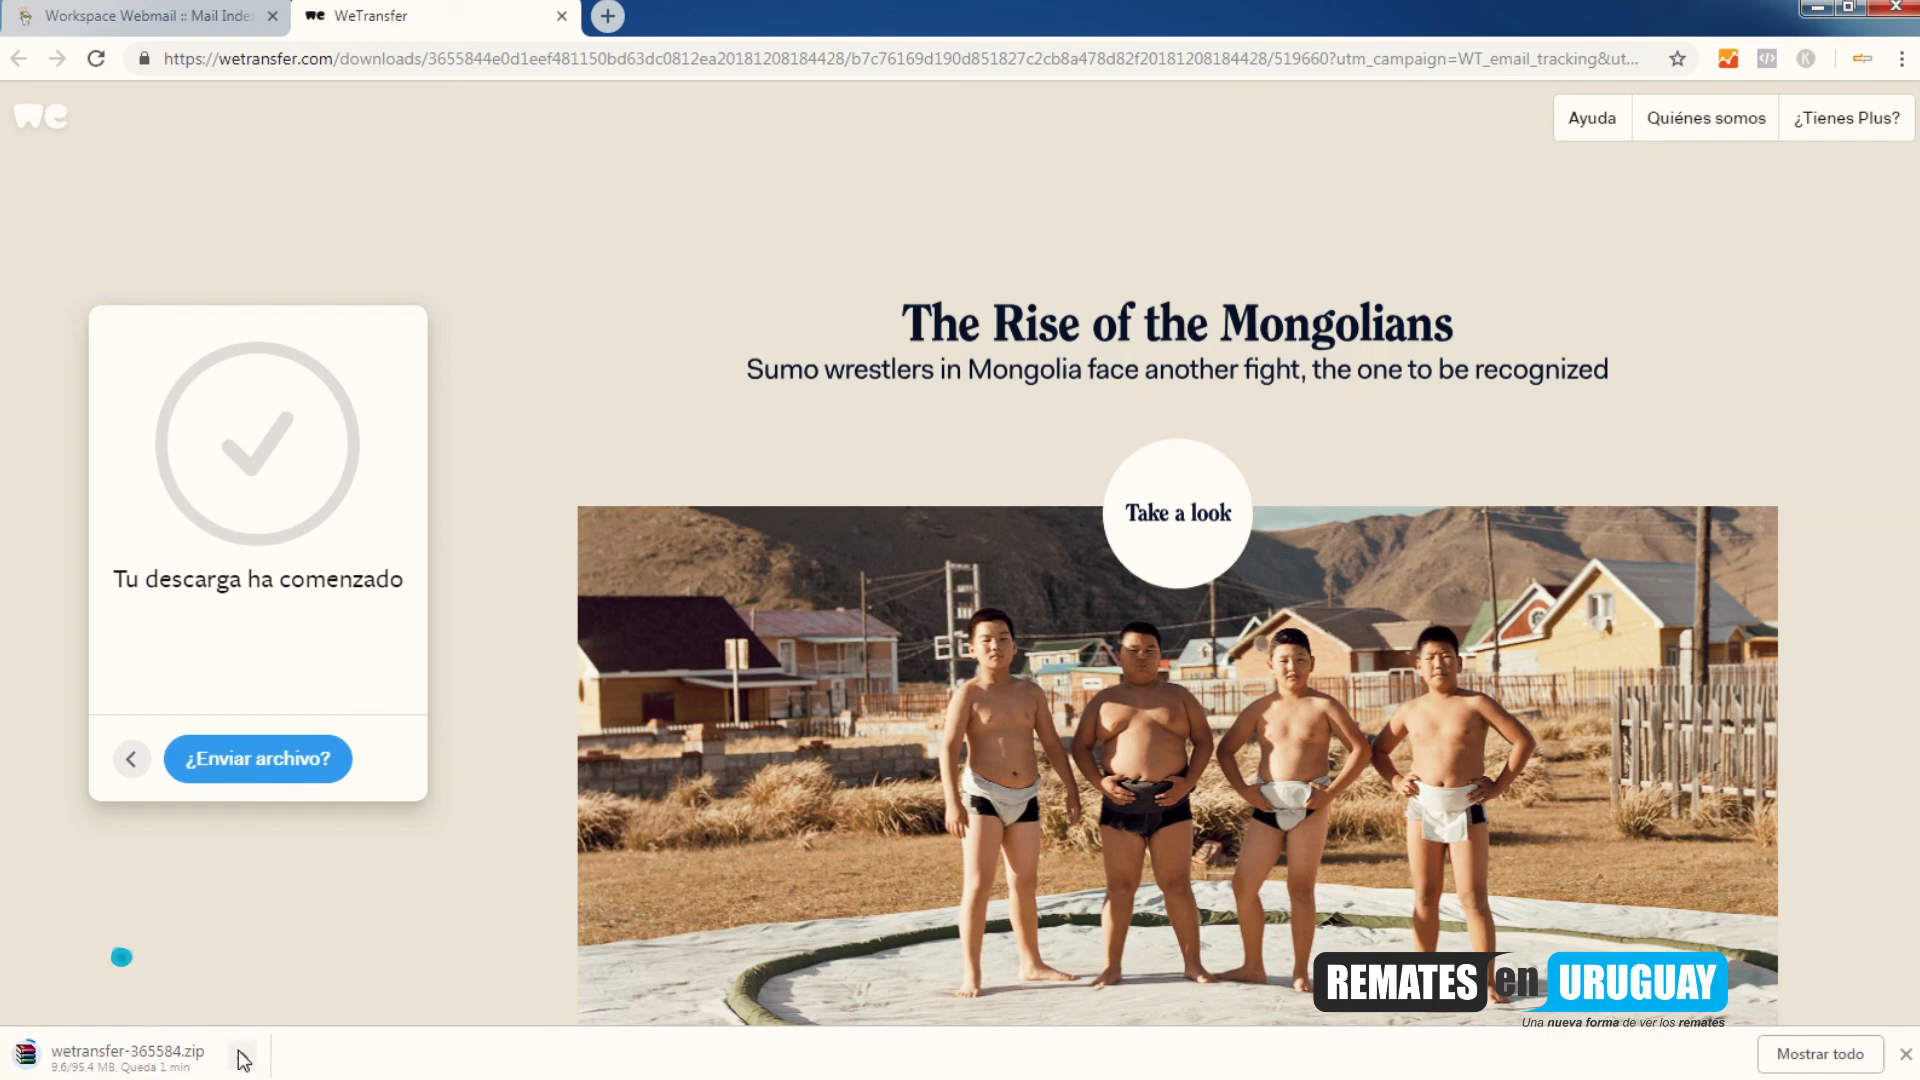 Workspace Webmail :: Mail Inde
WeTransfer
https://wetransfer.com/downloads/3655844e0d1eef481150bd63dc0812ea20181208184428/b7c76169d190d851827c2cb8a478d82f20181208184428/519660?utm_campaign=WT_email_tracking&ut...
we
Ayuda
Quiénes somos
¿Tienes Plus?
The Rise of the Mongolians
Sumo wrestlers in Mongolia face another fight, the one to be recognized
Take a look
Tu descarga ha comenzado
¿Enviar archivo?
REMATES en URUGUAY
Una nueva forma de ver los remates
wetransfer-365584.zip
9.6/95.4 MB, Queda 1 min
Mostrar todo